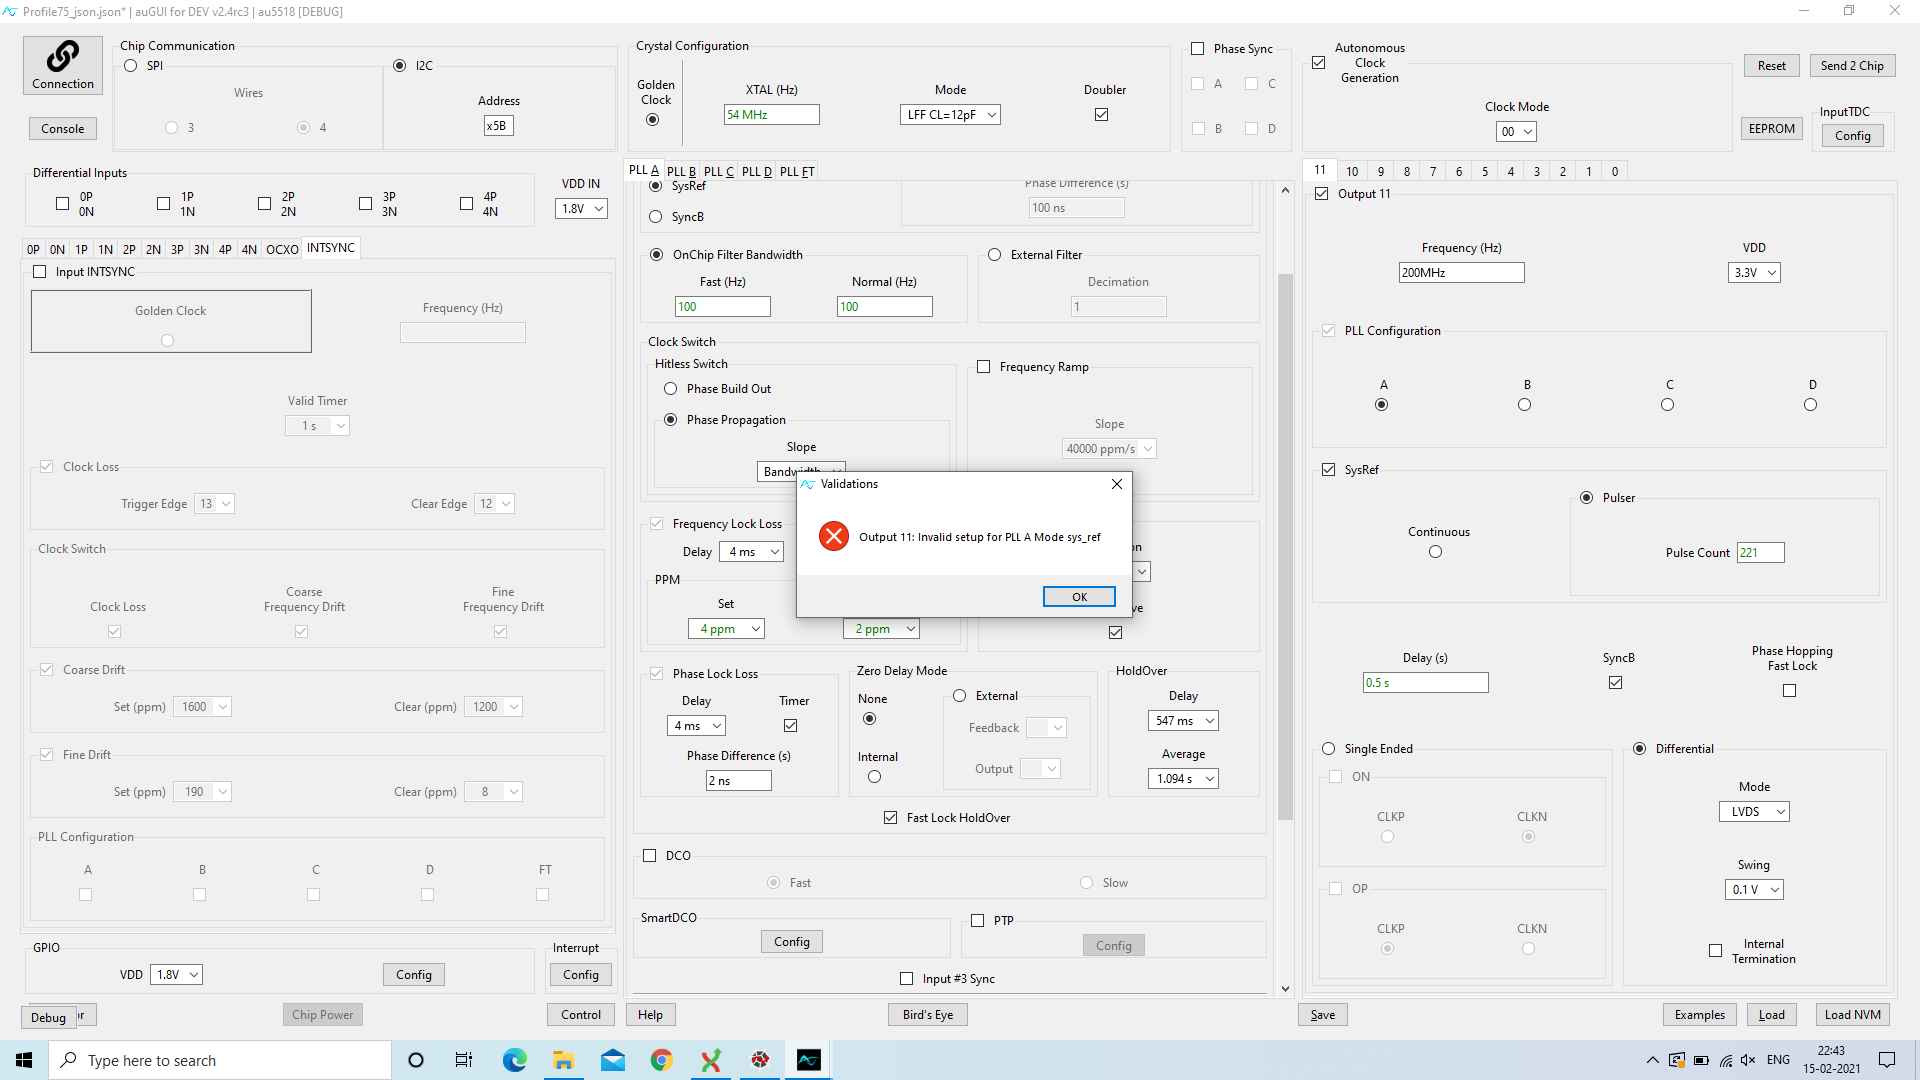 Profile75_json.json* | auGUI for DEV v2.4rc3 | au5518 [DEBUG]
Connection
Console
Chip Communication
SPI
Wires
3
4
I2C
Address
x5B
Crystal Configuration
Golden
Clock
XTAL (Hz)
54 MHz
Mode
LFF CL=12pF
Doubler
Phase Sync
A
C
B
D
Autonomous
Clock
Generation
Clock Mode
00
Reset
Send 2 Chip
EEPROM
InputTDC
Config
Differential Inputs
0P
0N
1P
1N
2P
2N
3P
3N
4P
4N
VDD IN
1.8V
0P 0N 1P 1N 2P 2N 3P 3N 4P 4N OCXO INTSYNC
Input INTSYNC
Golden Clock
Frequency (Hz)
Valid Timer
1 s
Clock Loss
Trigger Edge 13
Clear Edge 12
Clock Switch
Clock Loss
Coarse
Frequency Drift
Fine
Frequency Drift
Coarse Drift
Set (ppm) 1600
Clear (ppm) 1200
Fine Drift
Set (ppm) 190
Clear (ppm) 8
PLL Configuration
A B C D FT
GPIO
VDD 1.8V
Config
Interrupt
Config
Debug
Chip Power
Control
PLL A PLL B PLL C PLL D PLL FT
SysRef
SyncB
Phase Difference (s)
100 ns
OnChip Filter Bandwidth
Fast (Hz)
100
Normal (Hz)
100
External Filter
Decimation
1
Clock Switch
Hitless Switch
Phase Build Out
Phase Propagation
Slope
Bandwidth
Frequency Ramp
Slope
40000 ppm/s
Frequency Lock Loss
Delay 4 ms
PPM
Set
4 ppm
2 ppm
on
ve
Validations
Output 11: Invalid setup for PLL A Mode sys_ref
OK
Phase Lock Loss
Delay
4 ms
Timer
Phase Difference (s)
2 ns
Zero Delay Mode
None
Internal
External
Feedback
Output
HoldOver
Delay
547 ms
Average
1.094 s
Fast Lock HoldOver
DCO
Fast
Slow
SmartDCO
Config
PTP
Config
Input #3 Sync
Help
Bird's Eye
11 10 9 8 7 6 5 4 3 2 1 0
Output 11
Frequency (Hz)
200MHz
VDD
3.3V
PLL Configuration
A B C D
SysRef
Continuous
Pulser
Pulse Count 221
Delay (s)
0.5 s
SyncB
Phase Hopping
Fast Lock
Single Ended
ON
CLKP
CLKN
OP
CLKP
CLKN
Differential
Mode
LVDS
Swing
0.1 V
Internal
Termination
Save
Examples
Load
Load NVM
Type here to search
ENG
22:43
15-02-2021